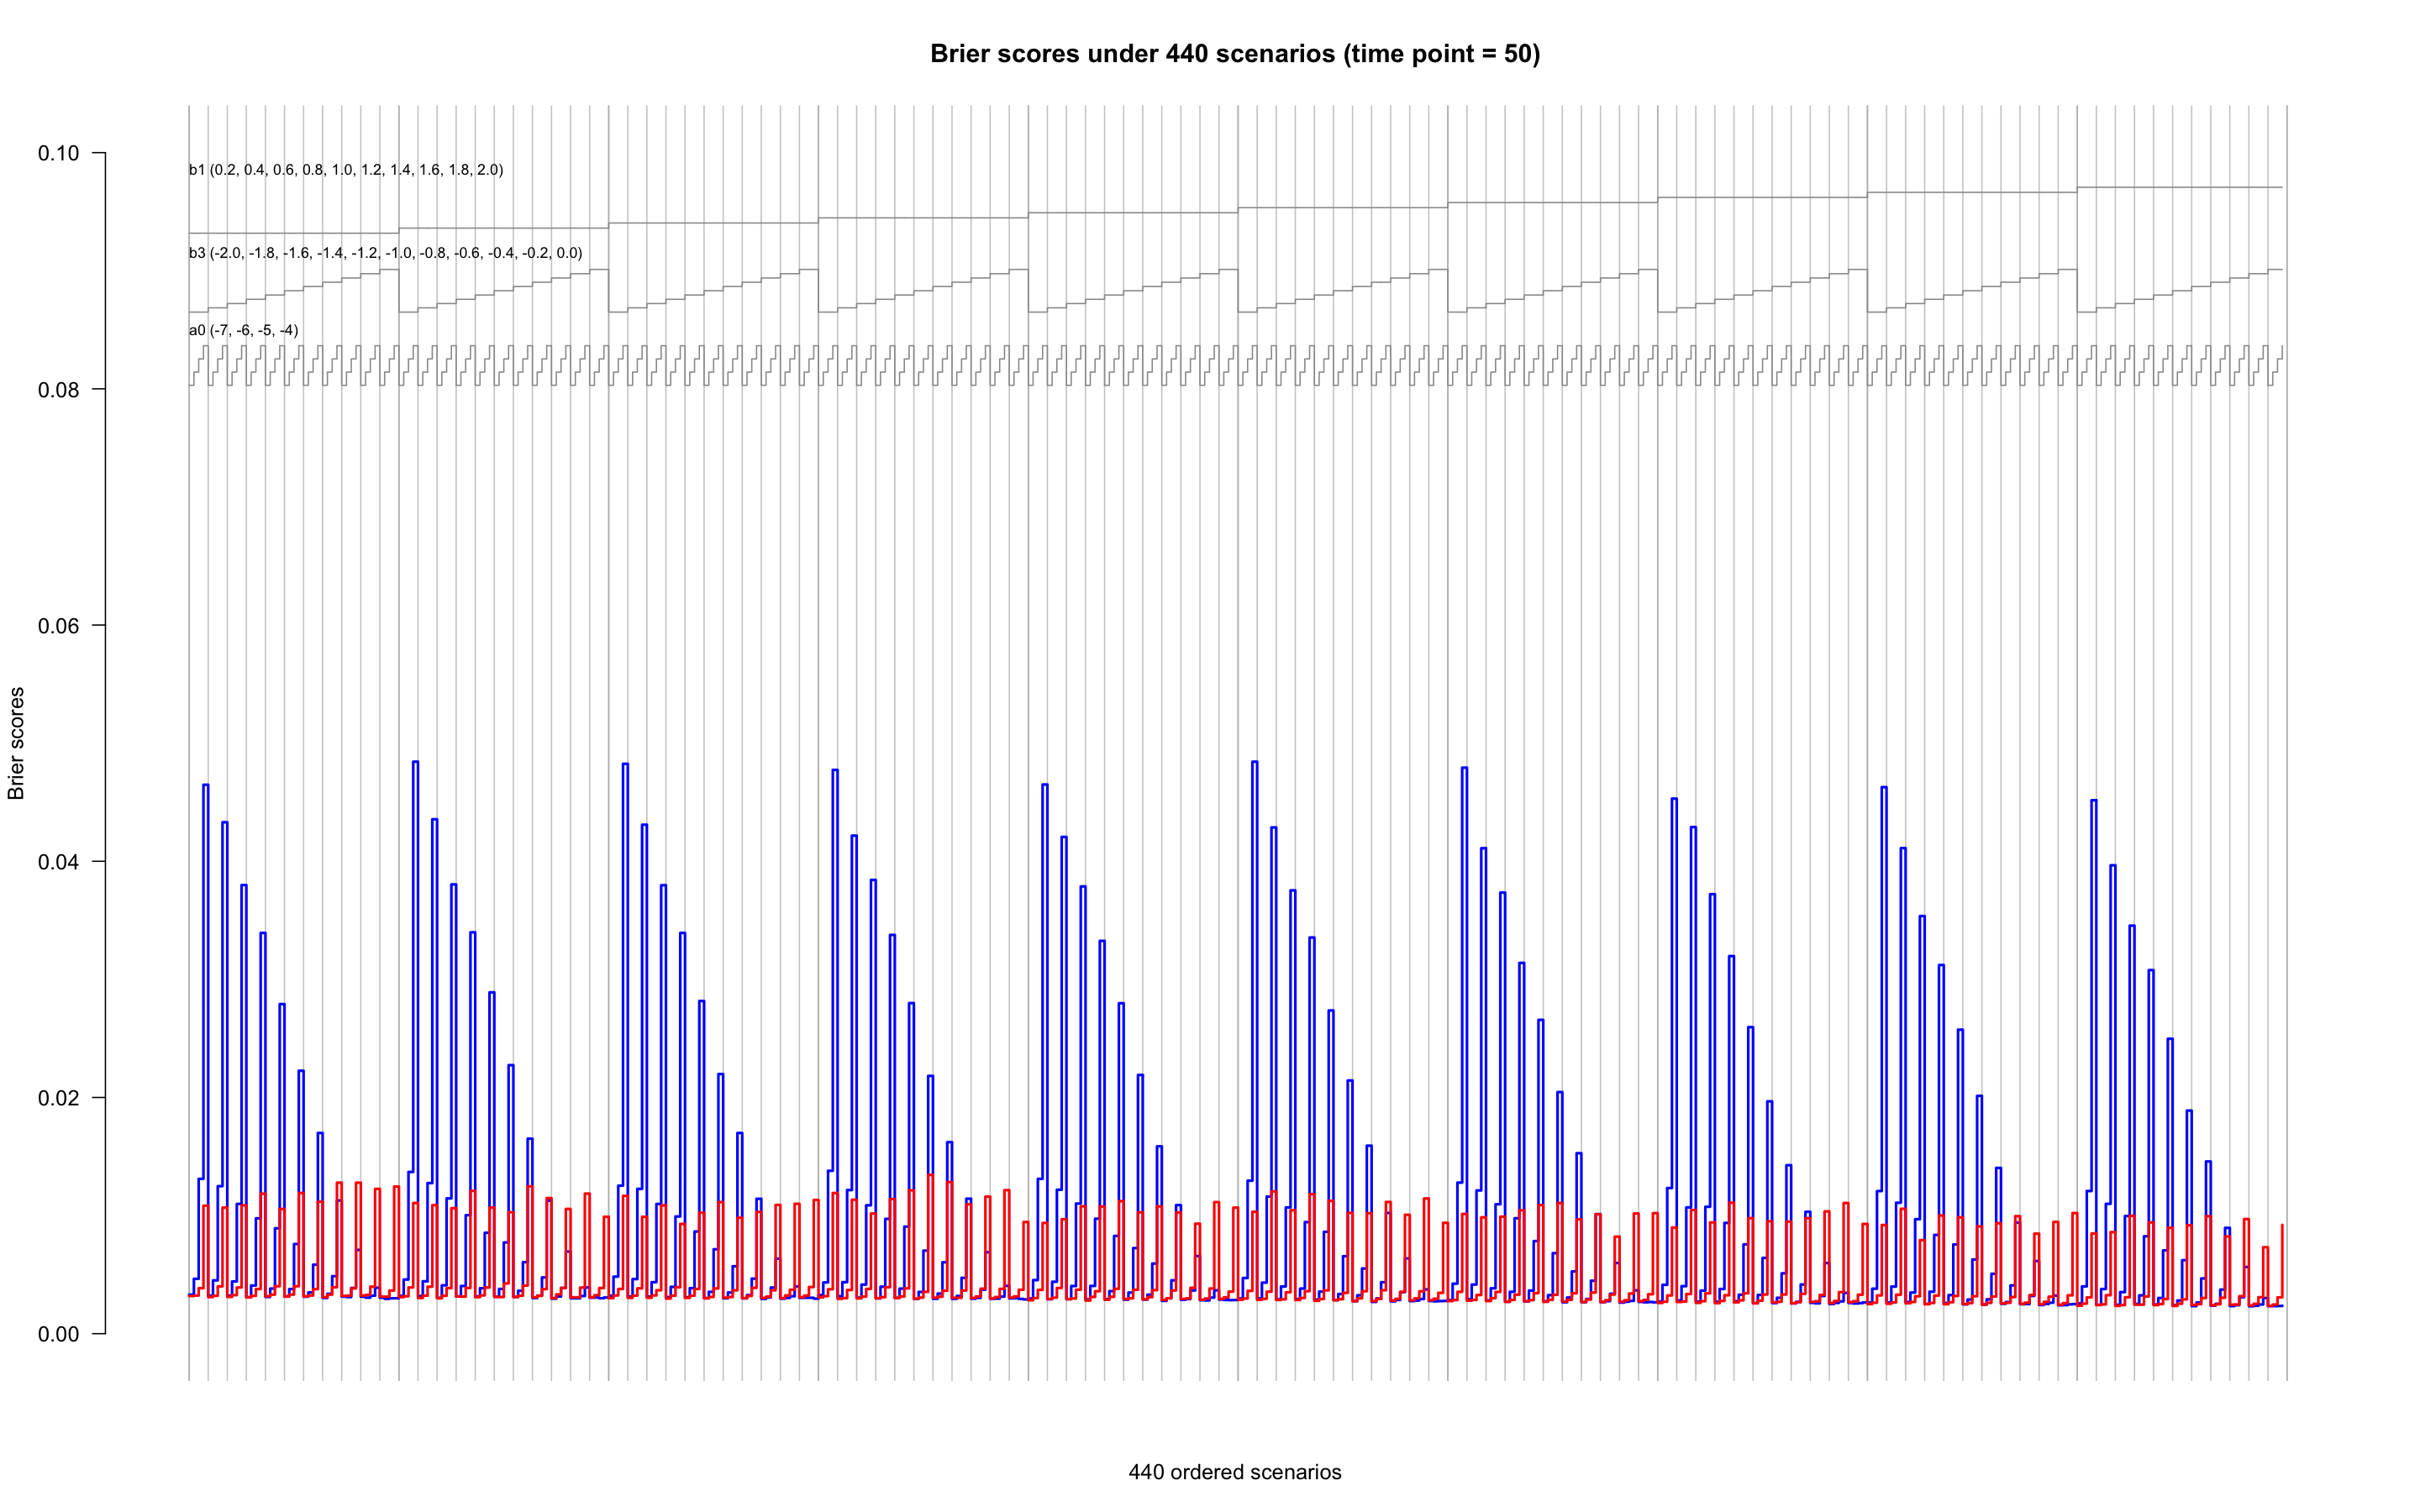 Brier scores under 440 scenarios (time point = 50)
0.10
b1 (0.2, 0.4, 0.6, 0.8, 1.0, 1.2, 1.4, 1.6, 1.8, 2.0)
b3 (-2.0, -1.8, -1.6, -1.4, -1.2, -1.0, -0.8, -0.6, -0.4, -0.2, 0.0)
a0 (-7, -6, -5, -4)
0.08
0.06
Brier scores
0.04
0.02
0.00
440 ordered scenarios